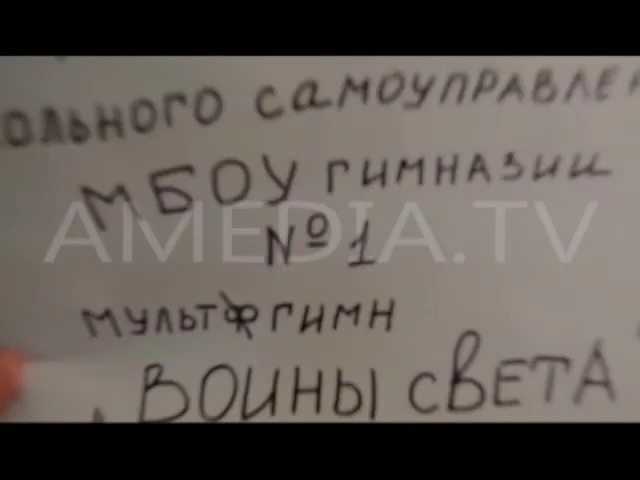 ольного самоуправле
МБОУ гимназии
AMEDIA.TV
№1
мульт гимн
"Воины света